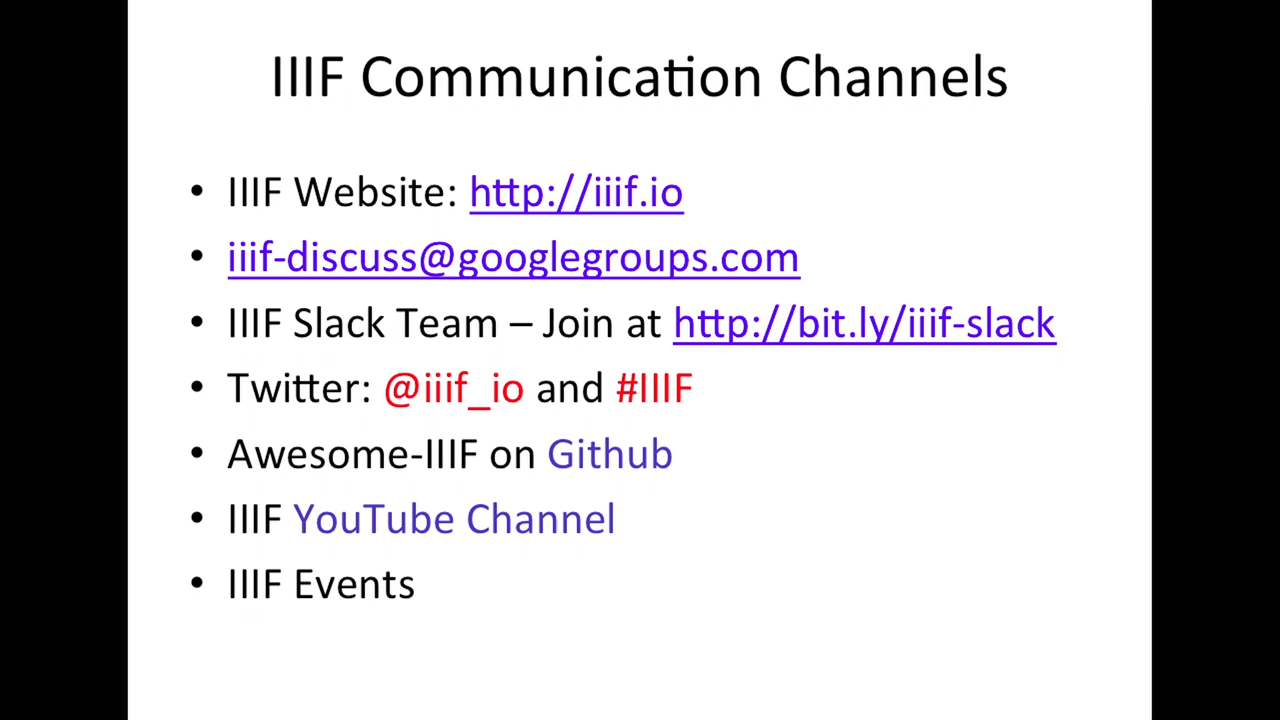 IIIF Communication Channels
• IIIF Website: http://iiif.io
• iiif-discuss@googlegroups.com
• IIIF Slack Team – Join at http://bit.ly/iiif-slack
• Twitter: @iiif_io and #IIIF
• Awesome-IIIF on Github
• IIIF YouTube Channel
• IIIF Events